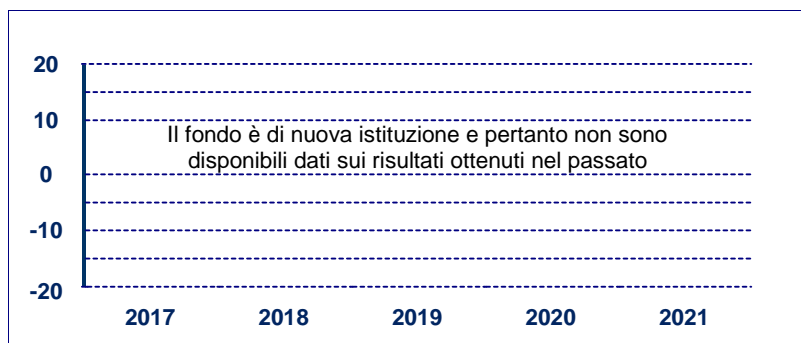 20
10
Il fondo è di nuova istituzione e pertanto non sono
disponibili dati sui risultati ottenuti nel passato
0
-10
-20
2017 2018 2019 2020 2021